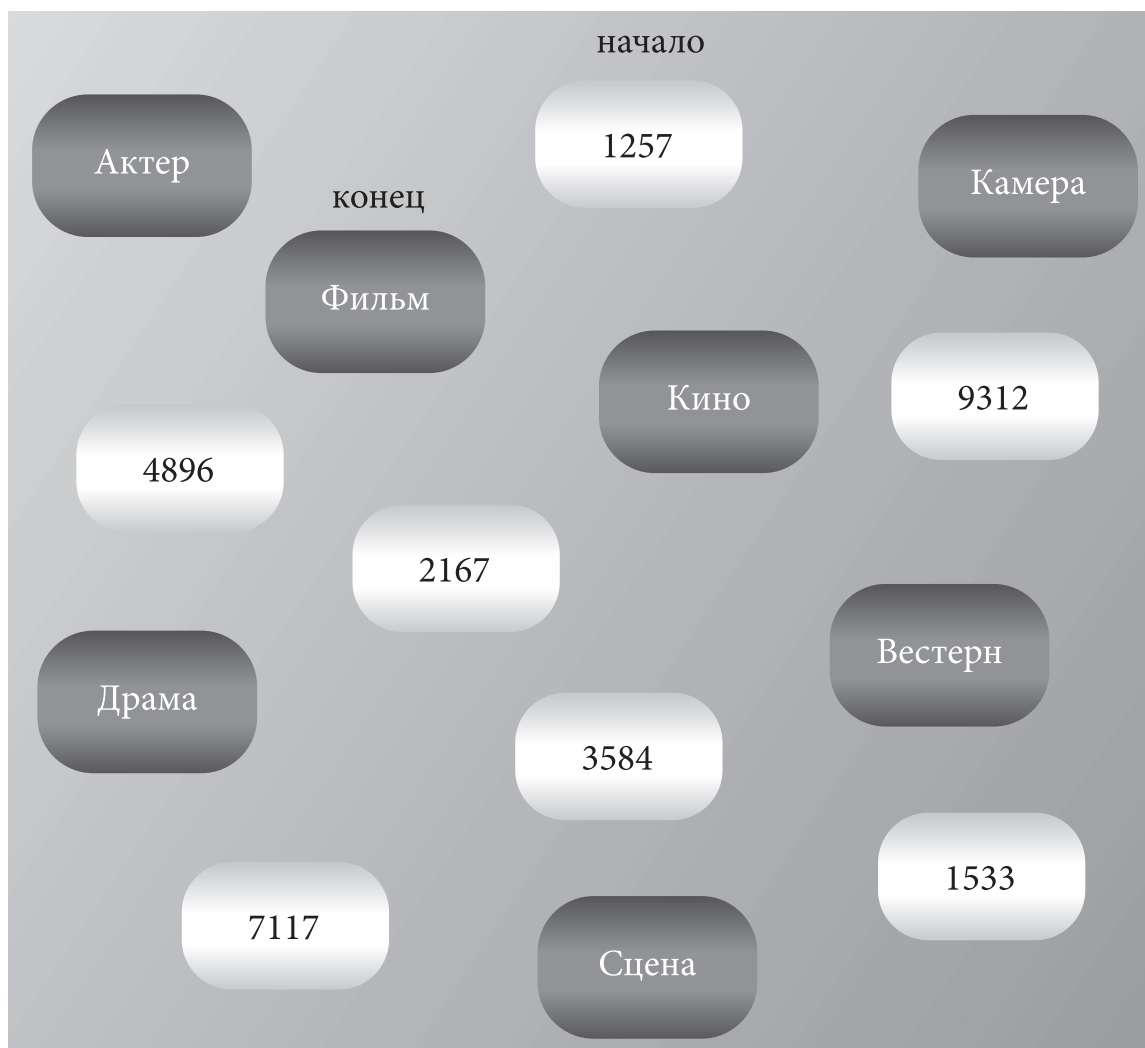 начало
1257
Актер
Камера
конец
Фильм
Кино
9312
4896
2167
Вестерн
Драма
3584
1533
7117
Сцена